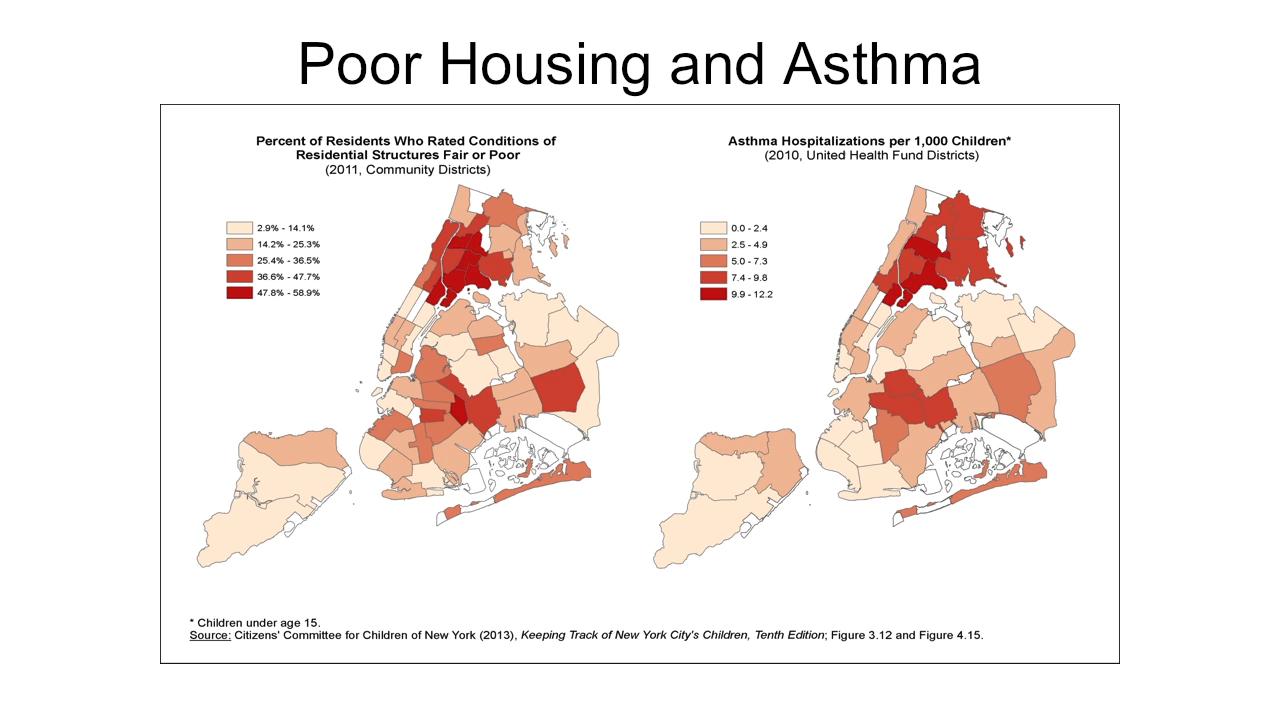 Poor Housing and Asthma
Percent of Residents Who Rated Conditions of
Residential Structures Fair or Poor
(2011, Community Districts)
2.9% - 14.1%
14.2% - 25.3%
25.4% - 36.5%
36.6% - 47.7%
47.8% - 58.9%
Asthma Hospitalizations per 1,000 Children*
(2010, United Health Fund Districts)
0.0 - 2.4
2.5 - 4.9
5.0 - 7.3
7.4 - 9.8
9.9 - 12.2
* Children under age 15.
Source: Citizens' Committee for Children of New York (2013), Keeping Track of New York City's Children, Tenth Edition; Figure 3.12 and Figure 4.15.